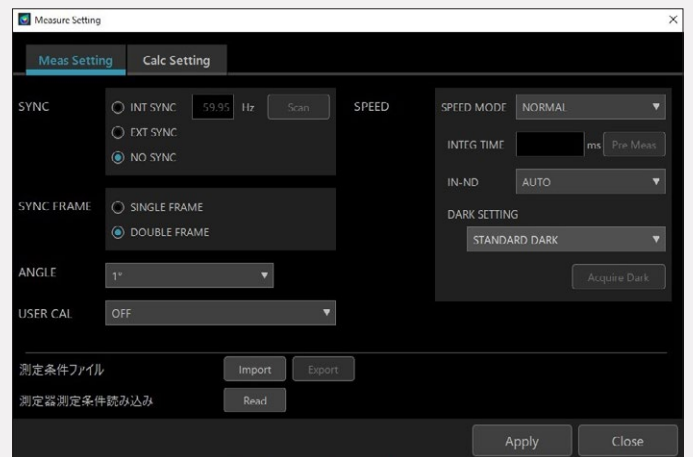 Measure Setting
Meas Setting
Calc Setting
SYNC
INT SYNC 59.95 Hz Scan
EXT SYNC
NO SYNC
SYNC FRAME
SINGLE FRAME
DOUBLE FRAME
ANGLE 1°
USER CAL OFF
SPEED
SPEED MODE NORMAL
INTEG TIME ms Pre Meas
IN-ND AUTO
DARK SETTING
STANDARD DARK
Acquire Dark
測定条件ファイル Import Export
測定器測定条件読み込み Read
Apply Close